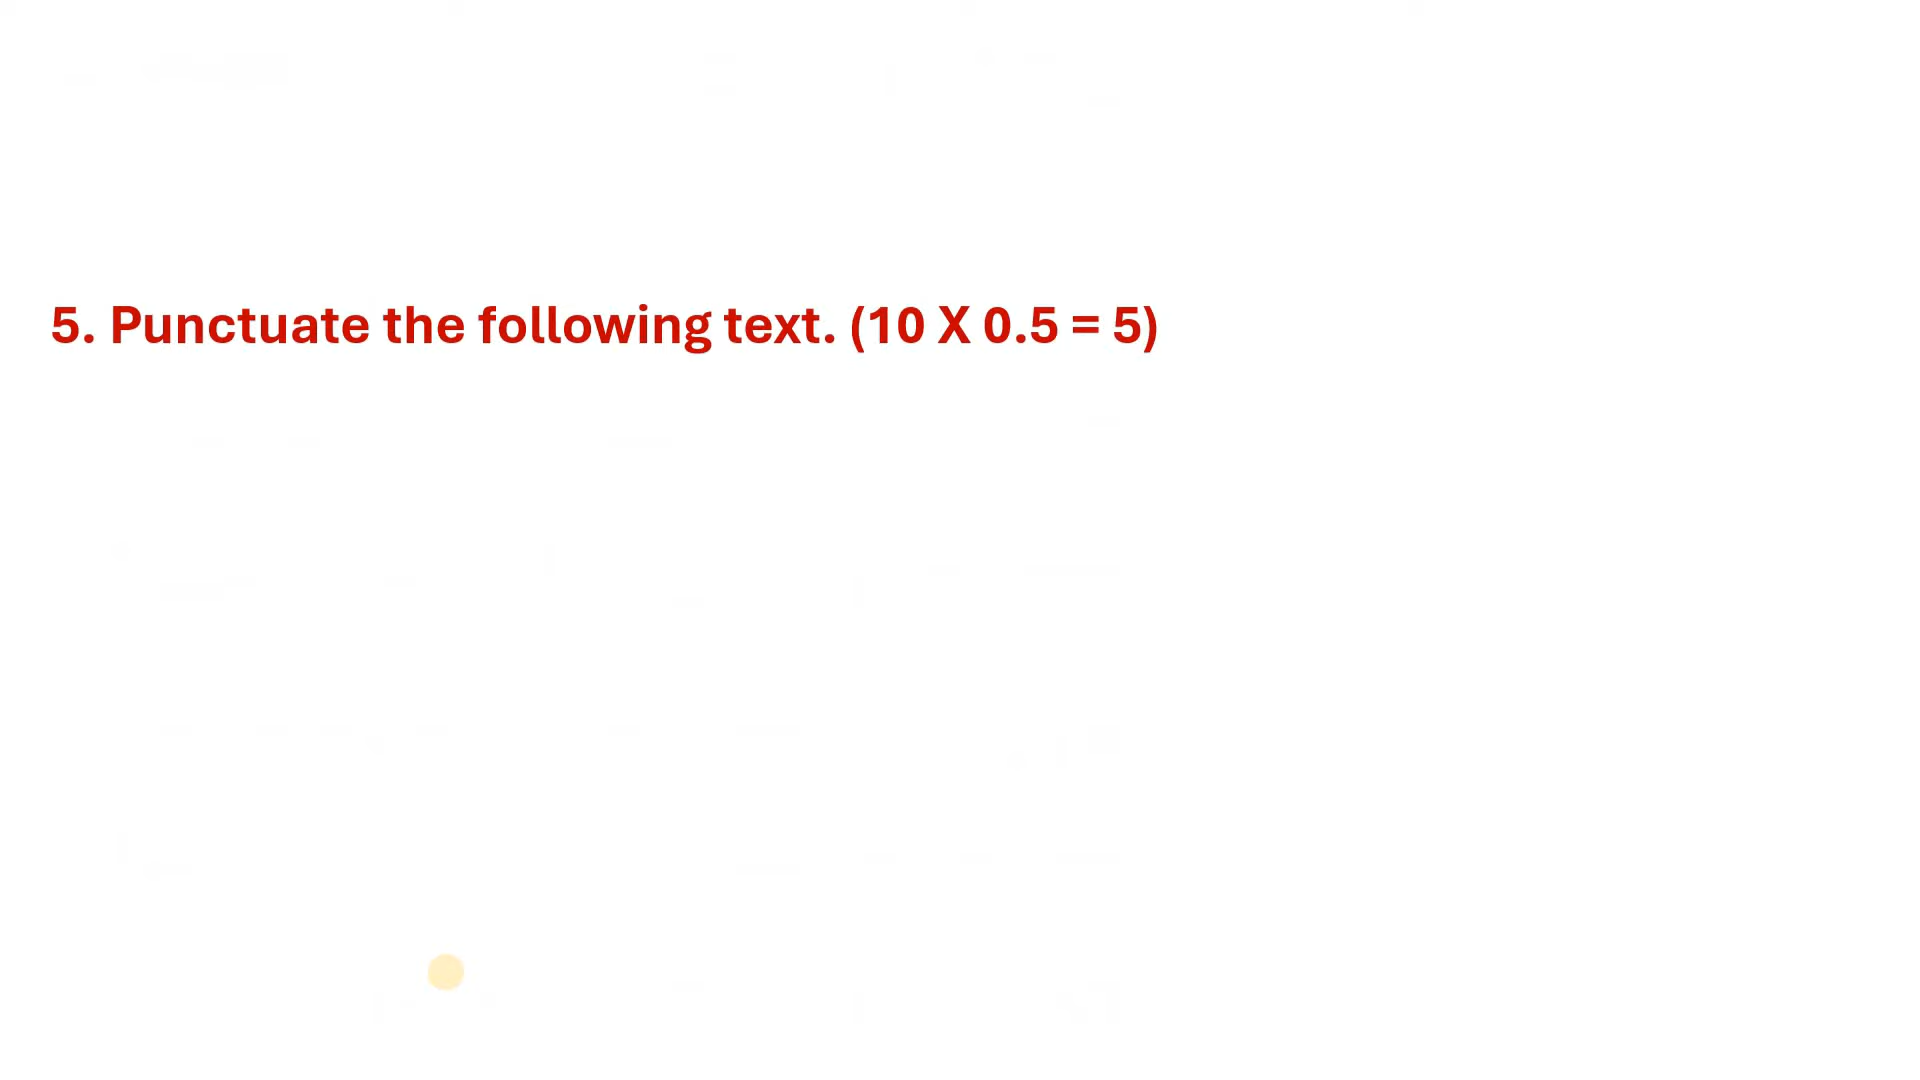 5. Punctuate the following text. (10 X 0.5 = 5)